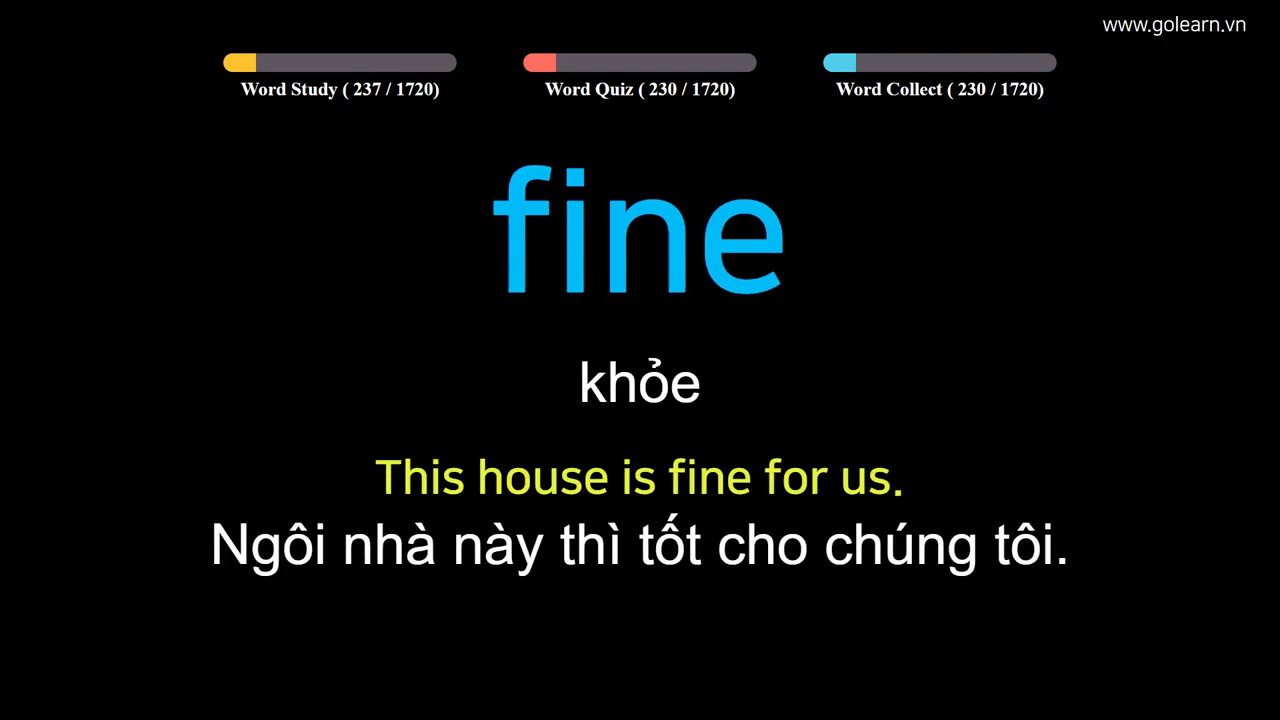 www.golearn.vn
Word Study ( 237 / 1720)
Word Quiz ( 230 / 1720)
Word Collect ( 230 / 1720)
fine
khỏe
This house is fine for us.
Ngôi nhà này thì tốt cho chúng tôi.